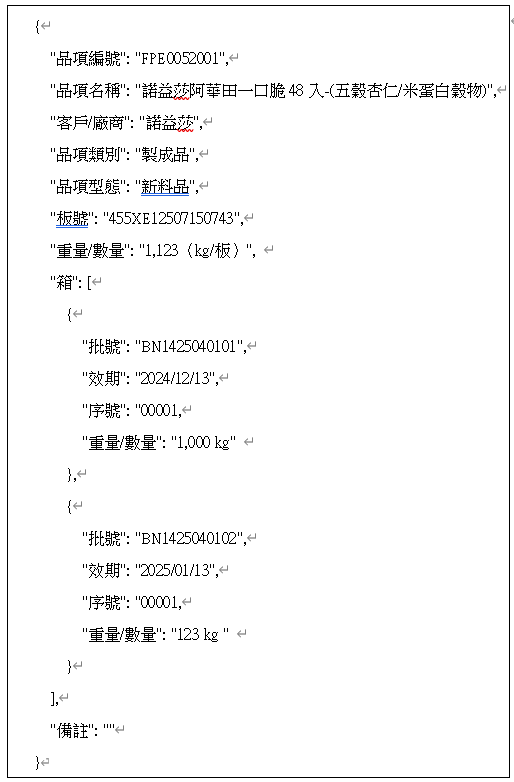 {
"品項編號": "FPE0052001",
"品項名稱": "諾益莎阿華田一口脆 48 入-(五穀杏仁/米蛋白穀物)",
"客戶/廠商": "諾益莎",
"品項類別": "製成品",
"品項型態": "新料品",
"板號": "455XE12507150743",
"重量/數量": "1,123（kg/板）",
"箱": [
{
"批號": "BN1425040101",
"效期": "2024/12/13",
"序號": "00001,
"重量/數量": "1,000 kg"
},
{
"批號": "BN1425040102",
"效期": "2025/01/13",
"序號": "00001,
"重量/數量": "123 kg "
}
],
"備註": ""
}